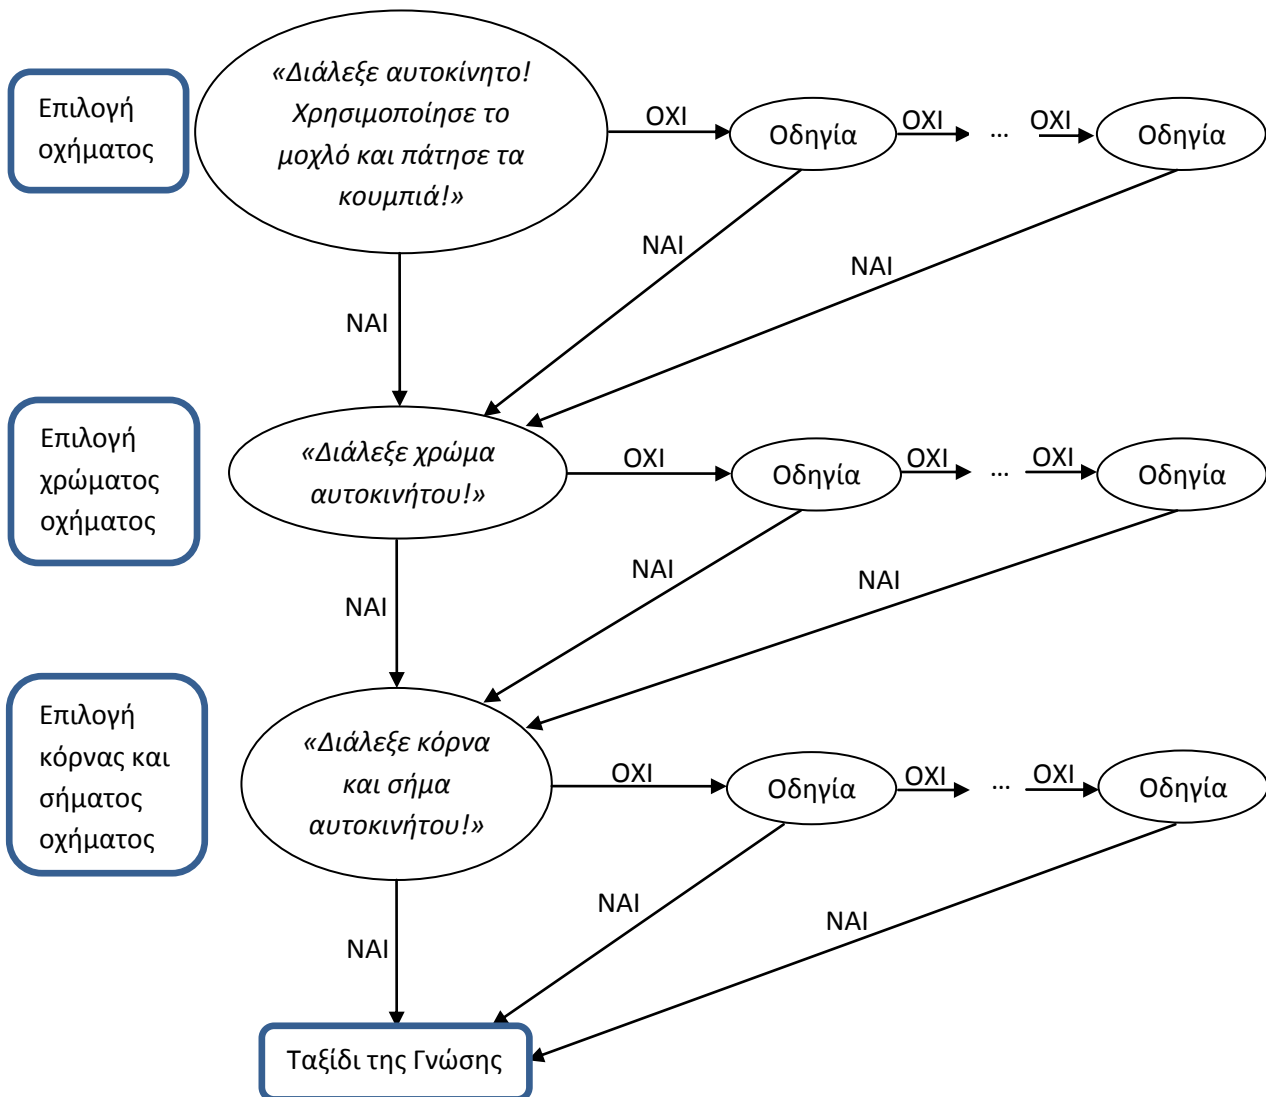 Επιλογή
οχήματος
«Διάλεξε αυτοκίνητο!
Χρησιμοποίησε το
μοχλό και πάτησε τα
κουμπιά!»
ΟΧΙ
Οδηγία
ΟΧΙ
...
ΟΧΙ
Οδηγία
ΝΑΙ
ΝΑΙ
ΝΑΙ
Επιλογή
χρώματος
οχήματος
«Διάλεξε χρώμα
αυτοκινήτου!»
ΟΧΙ
Οδηγία
ΟΧΙ
...
ΟΧΙ
Οδηγία
ΝΑΙ
ΝΑΙ
ΝΑΙ
Επιλογή
κόρνας και
σήματος
οχήματος
«Διάλεξε κόρνα
και σήμα
αυτοκινήτου!»
ΟΧΙ
Οδηγία
ΟΧΙ
...
ΟΧΙ
Οδηγία
ΝΑΙ
ΝΑΙ
ΝΑΙ
Ταξίδι της Γνώσης